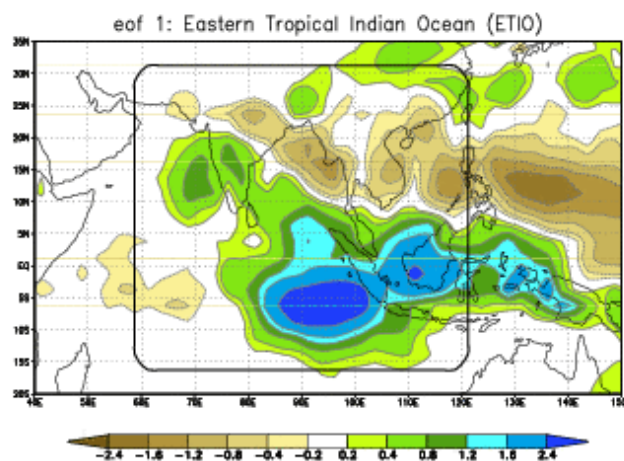 eof 1: Eastern Tropical Indian Ocean (ETIO)
35N
30N
25N
20N
15N
10N
5N
EQ
5S
10S
15S
20S
40E 50E 60E 70E 80E 90E 100E 110E 120E 130E 140E 150
-2.4 -1.6 -1.2 -0.8 -0.4 -0.2 0.2 0.4 0.8 1.2 1.6 2.4